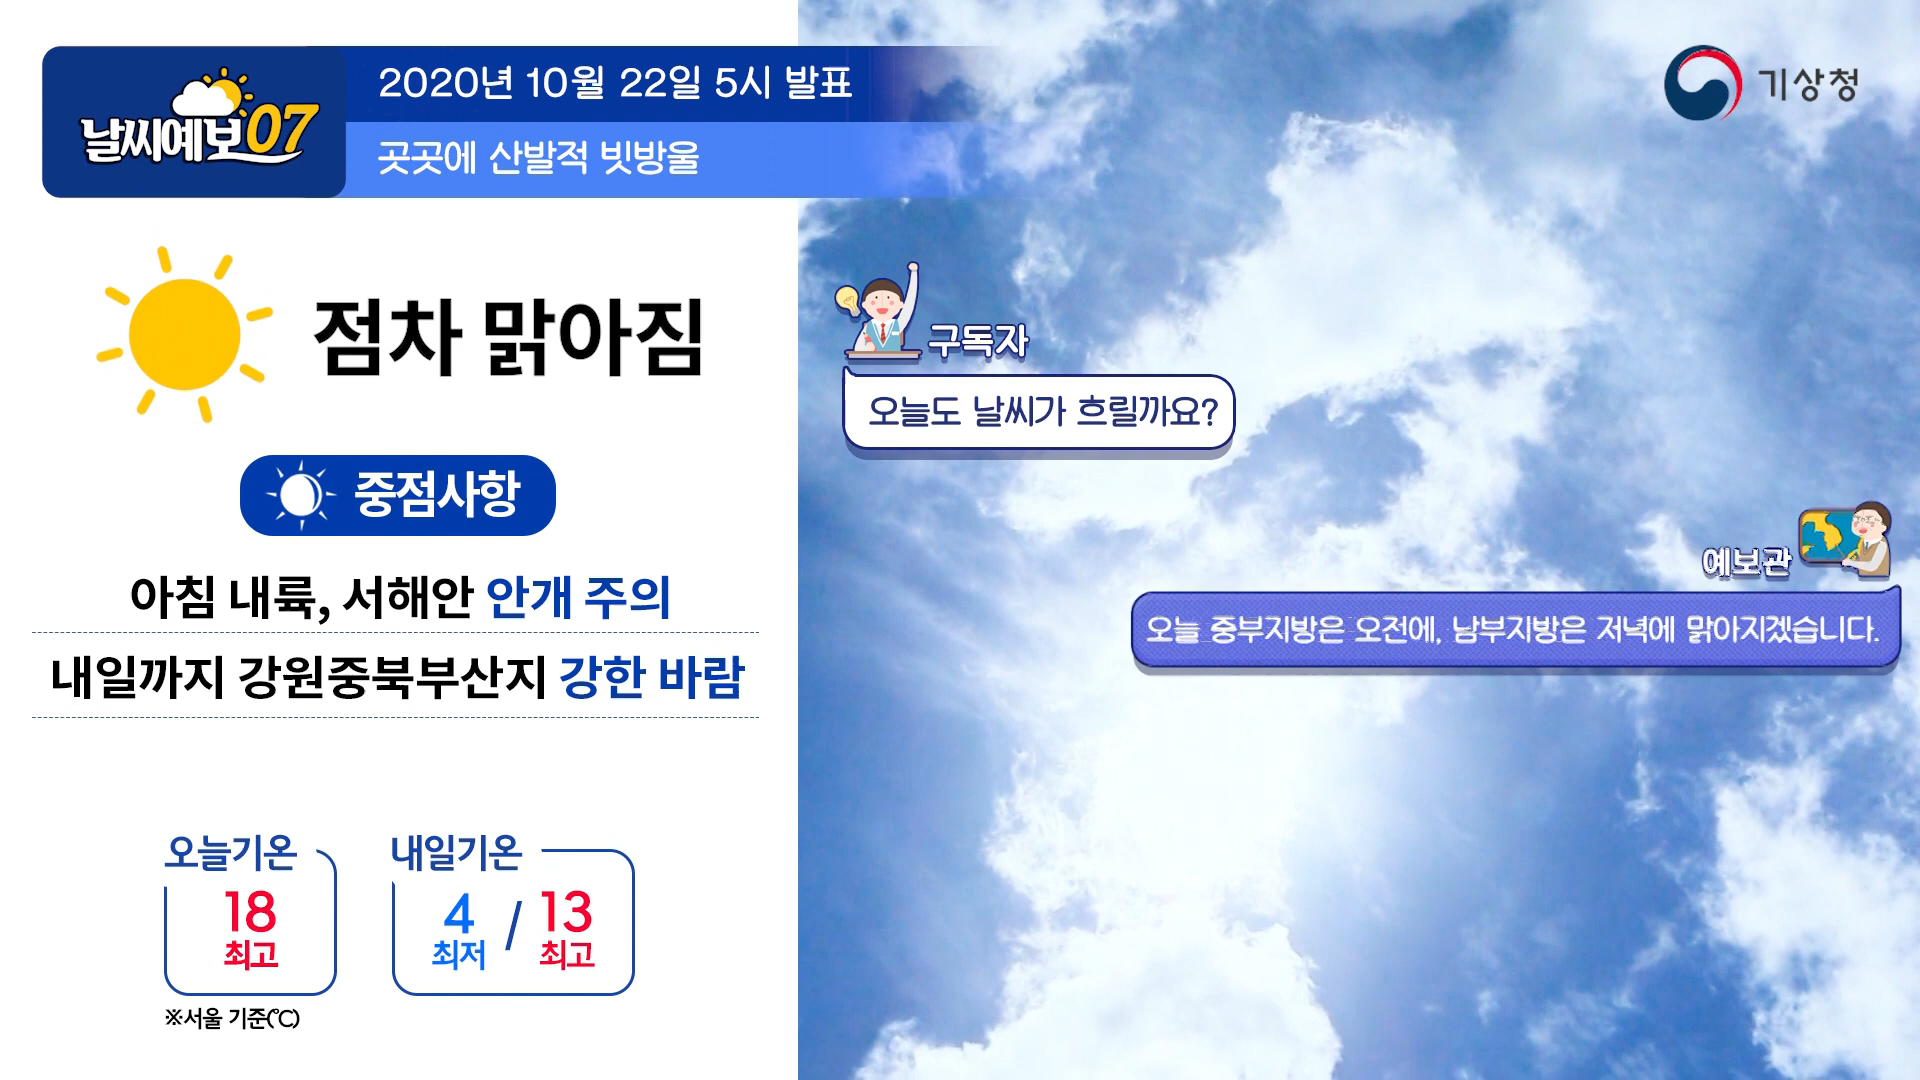 날씨예보07
2020년 10월 22일 5시 발표
곳곳에 산발적 빗방울
기상청
점차 맑아짐
중점사항
아침 내륙, 서해안 안개 주의
내일까지 강원중북부산지 강한 바람
오늘기온
18
최고
내일기온
4 / 13
최저 최고
※서울 기준(℃)
구독자
오늘도 날씨가 흐릴까요?
예보관
오늘 중부지방은 오전에, 남부지방은 저녁에 맑아지겠습니다.